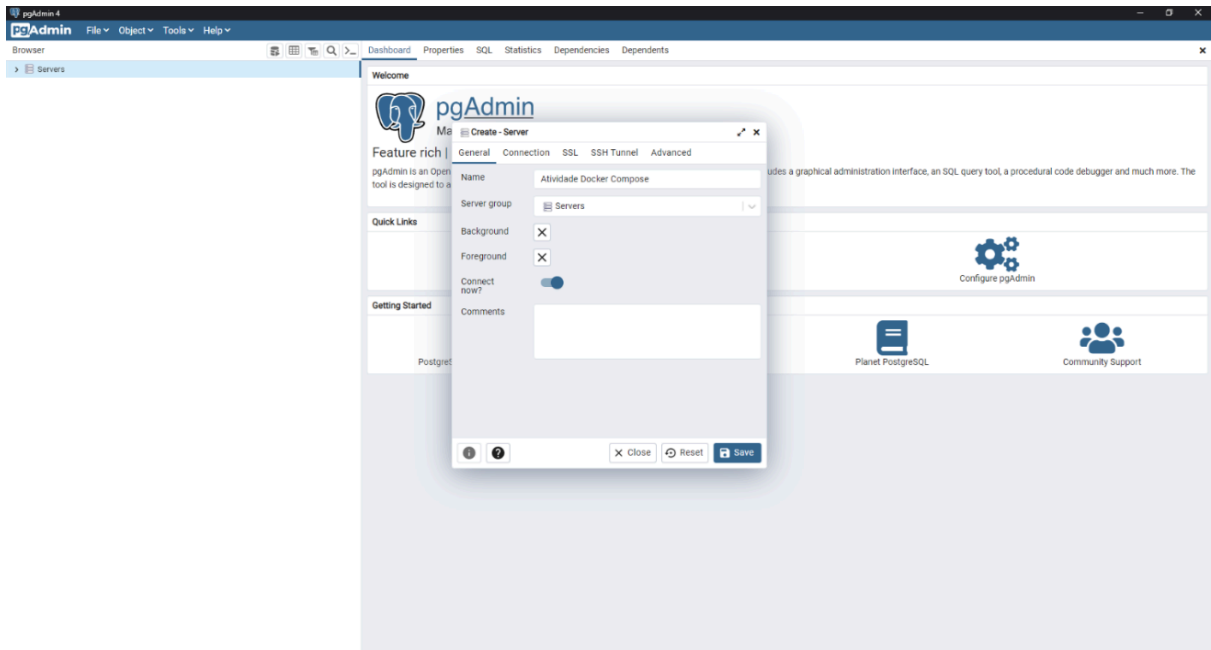 pgAdmin 4
pgAdmin File Object Tools Help
Browser
Dashboard Properties SQL Statistics Dependencies Dependents
Servers
Welcome
pgAdmin
Feature rich |
pgAdmin is an Open
udes a graphical administration interface, an SQL query tool, a procedural code debugger and much more. The
tool is designed to a
Create - Server
General Connection SSL SSH Tunnel Advanced
Name Atividade Docker Compose
Server group Servers
Background
Foreground
Connect
now?
Comments
Close Reset Save
Quick Links
Configure pgAdmin
Getting Started
Planet PostgreSQL
Community Support